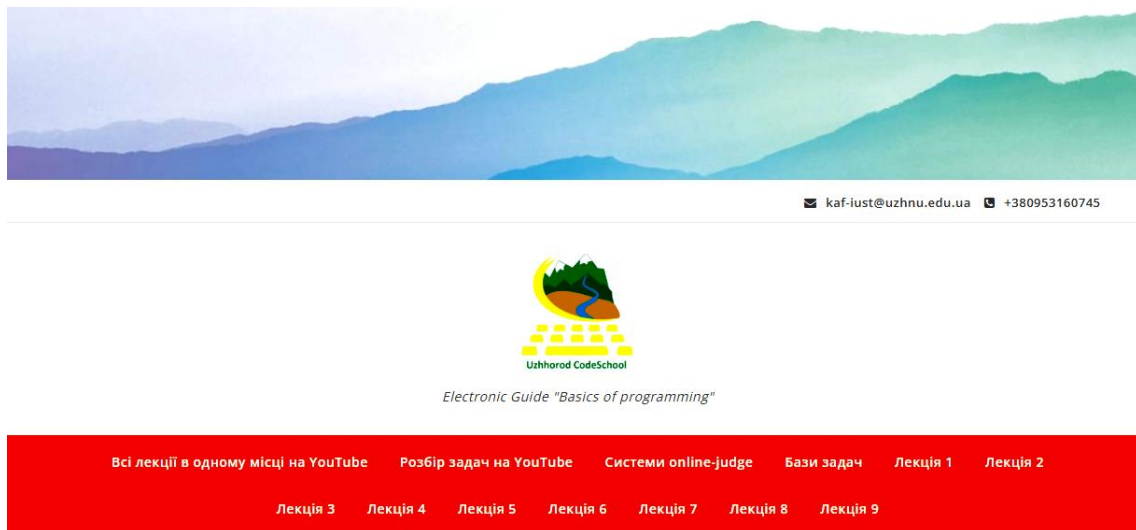 kaf-iust@uzhnu.edu.ua +380953160745
Uzhhorod CodeSchool
Electronic Guide "Basics of programming"
Всі лекції в одному місці на YouTube Розбір задач на YouTube Системи online-judge Бази задач Лекція 1 Лекція 2
Лекція 3 Лекція 4 Лекція 5 Лекція 6 Лекція 7 Лекція 8 Лекція 9